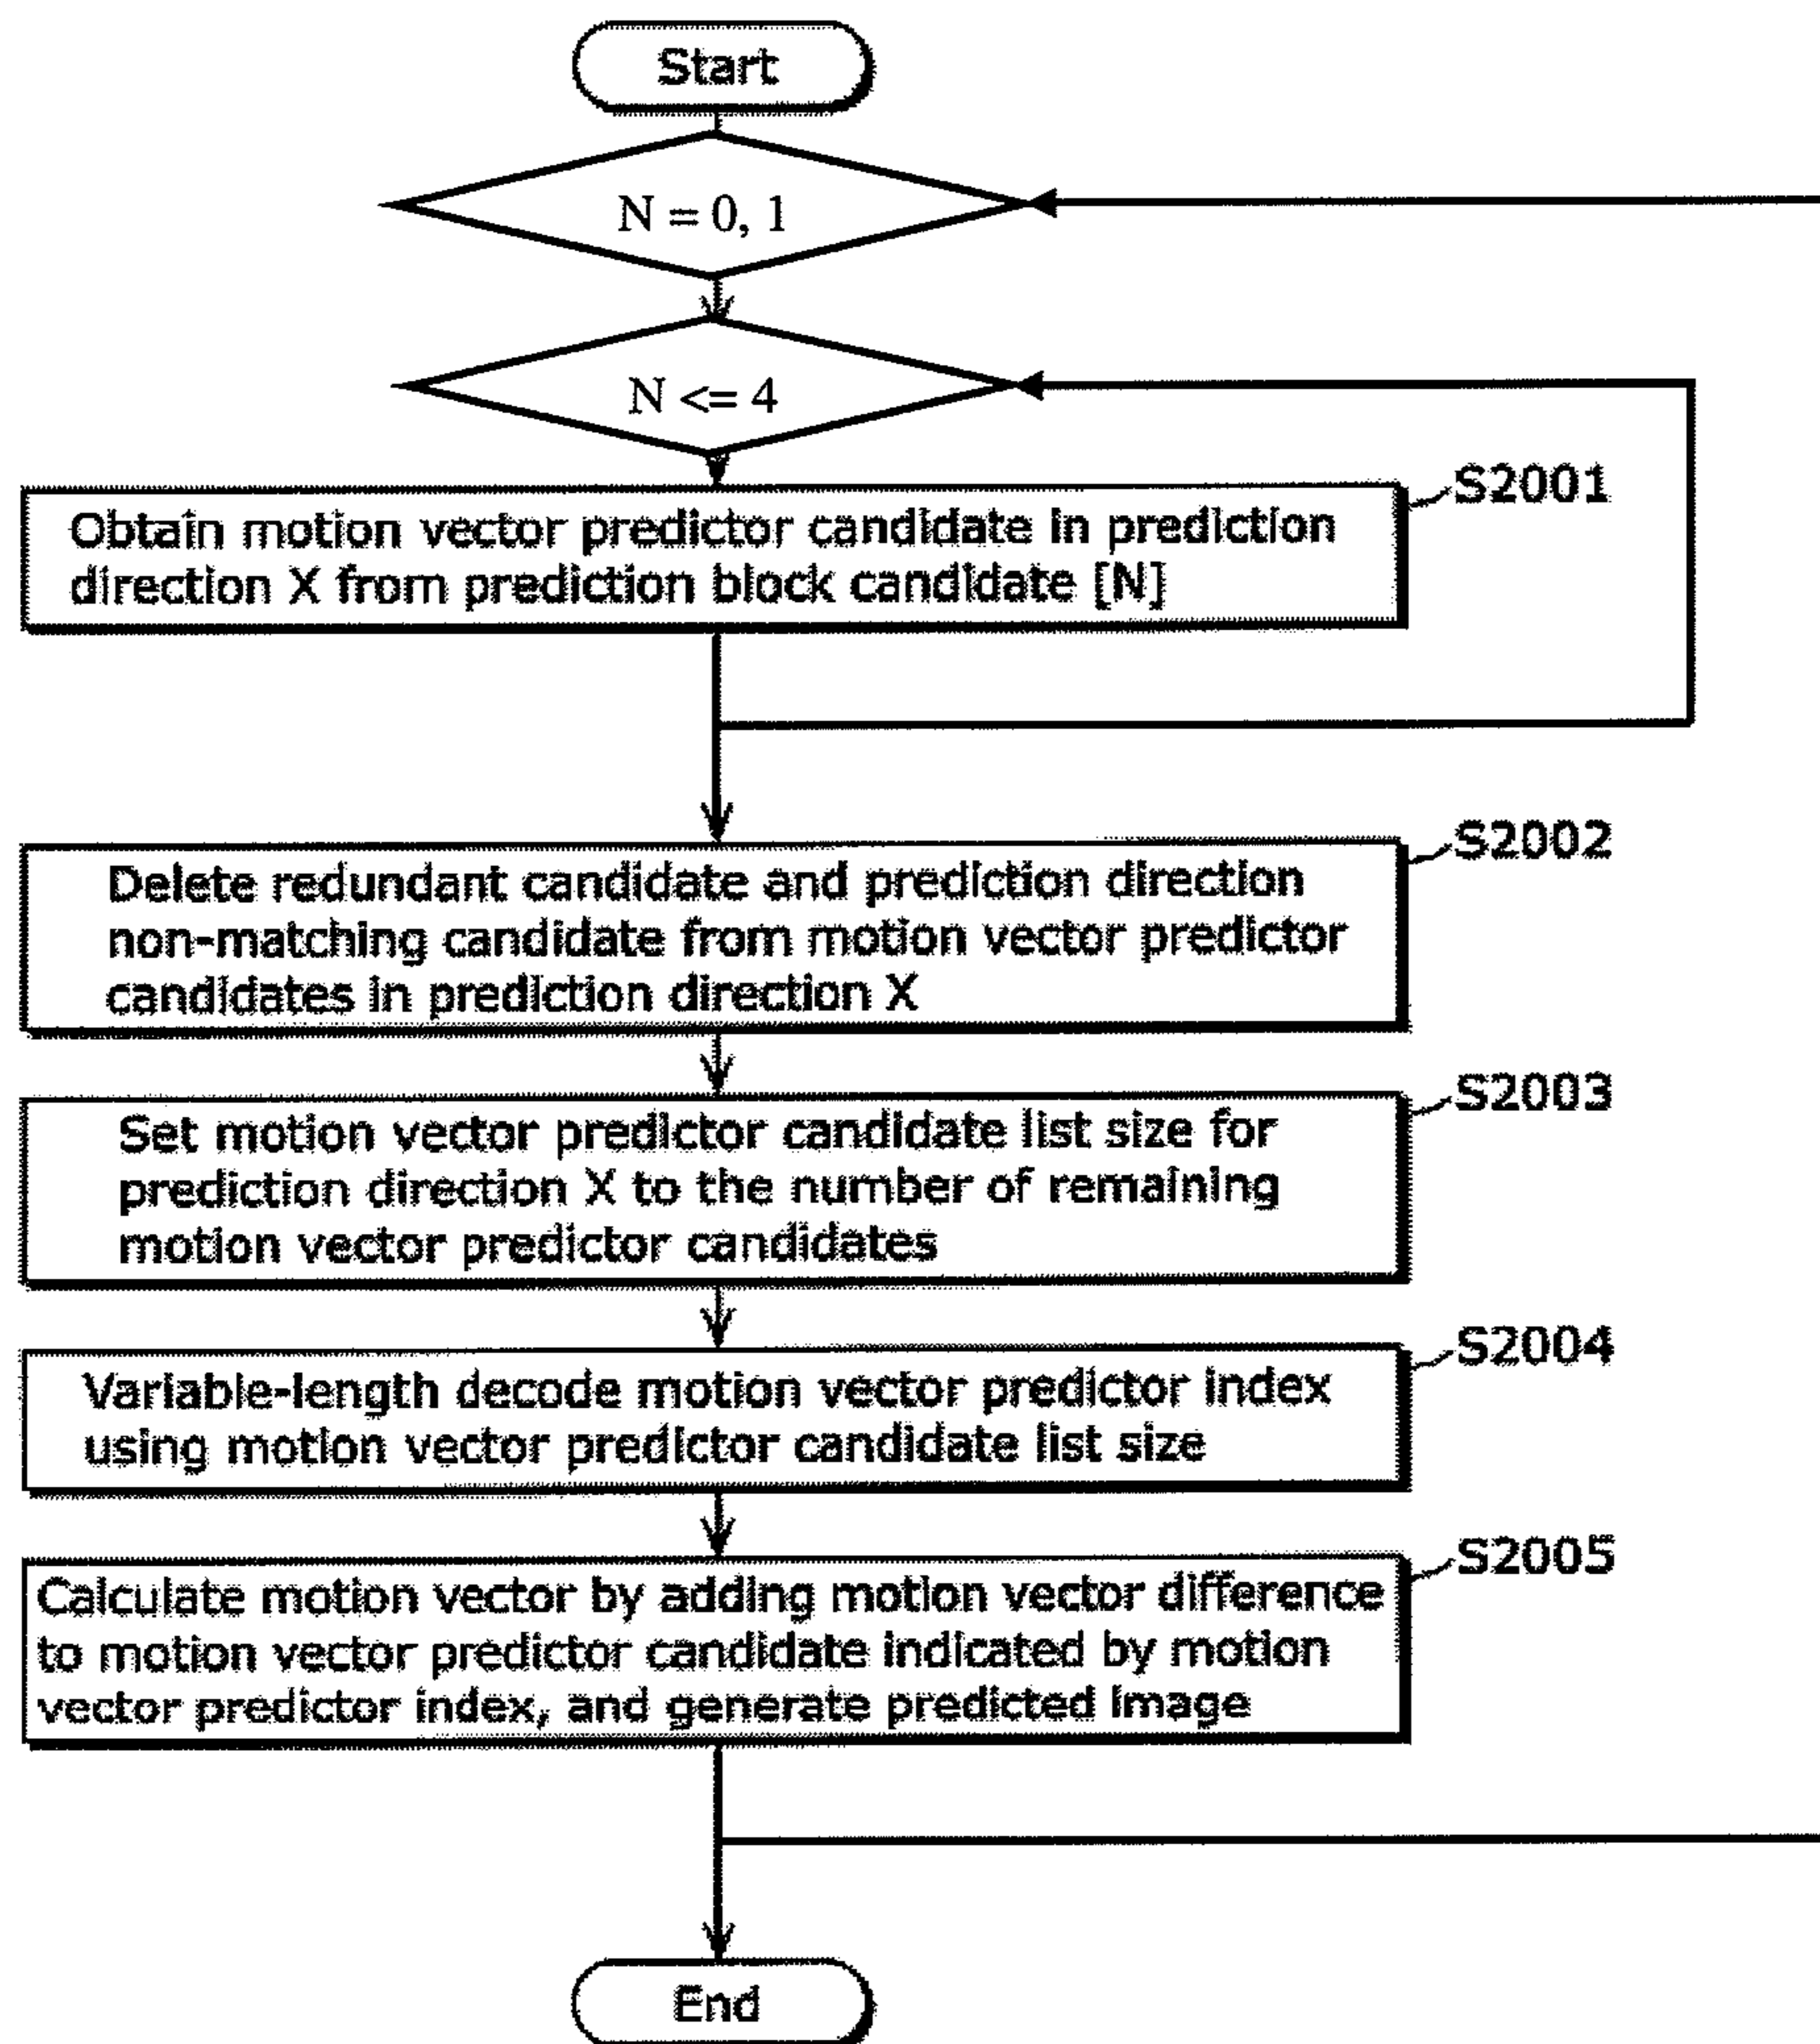 Start
N = 0, 1
N <= 4
S2001
Obtain motion vector predictor candidate in prediction
direction X from prediction block candidate [N]
S2002
Delete redundant candidate and prediction direction
non-matching candidate from motion vector predictor
candidates in prediction direction X
S2003
Set motion vector predictor candidate list size for
prediction direction X to the number of remaining
motion vector predictor candidates
S2004
Variable-length decode motion vector predictor index
using motion vector predictor candidate list size
S2005
Calculate motion vector by adding motion vector difference
to motion vector predictor candidate indicated by motion
vector predictor index, and generate predicted image
End